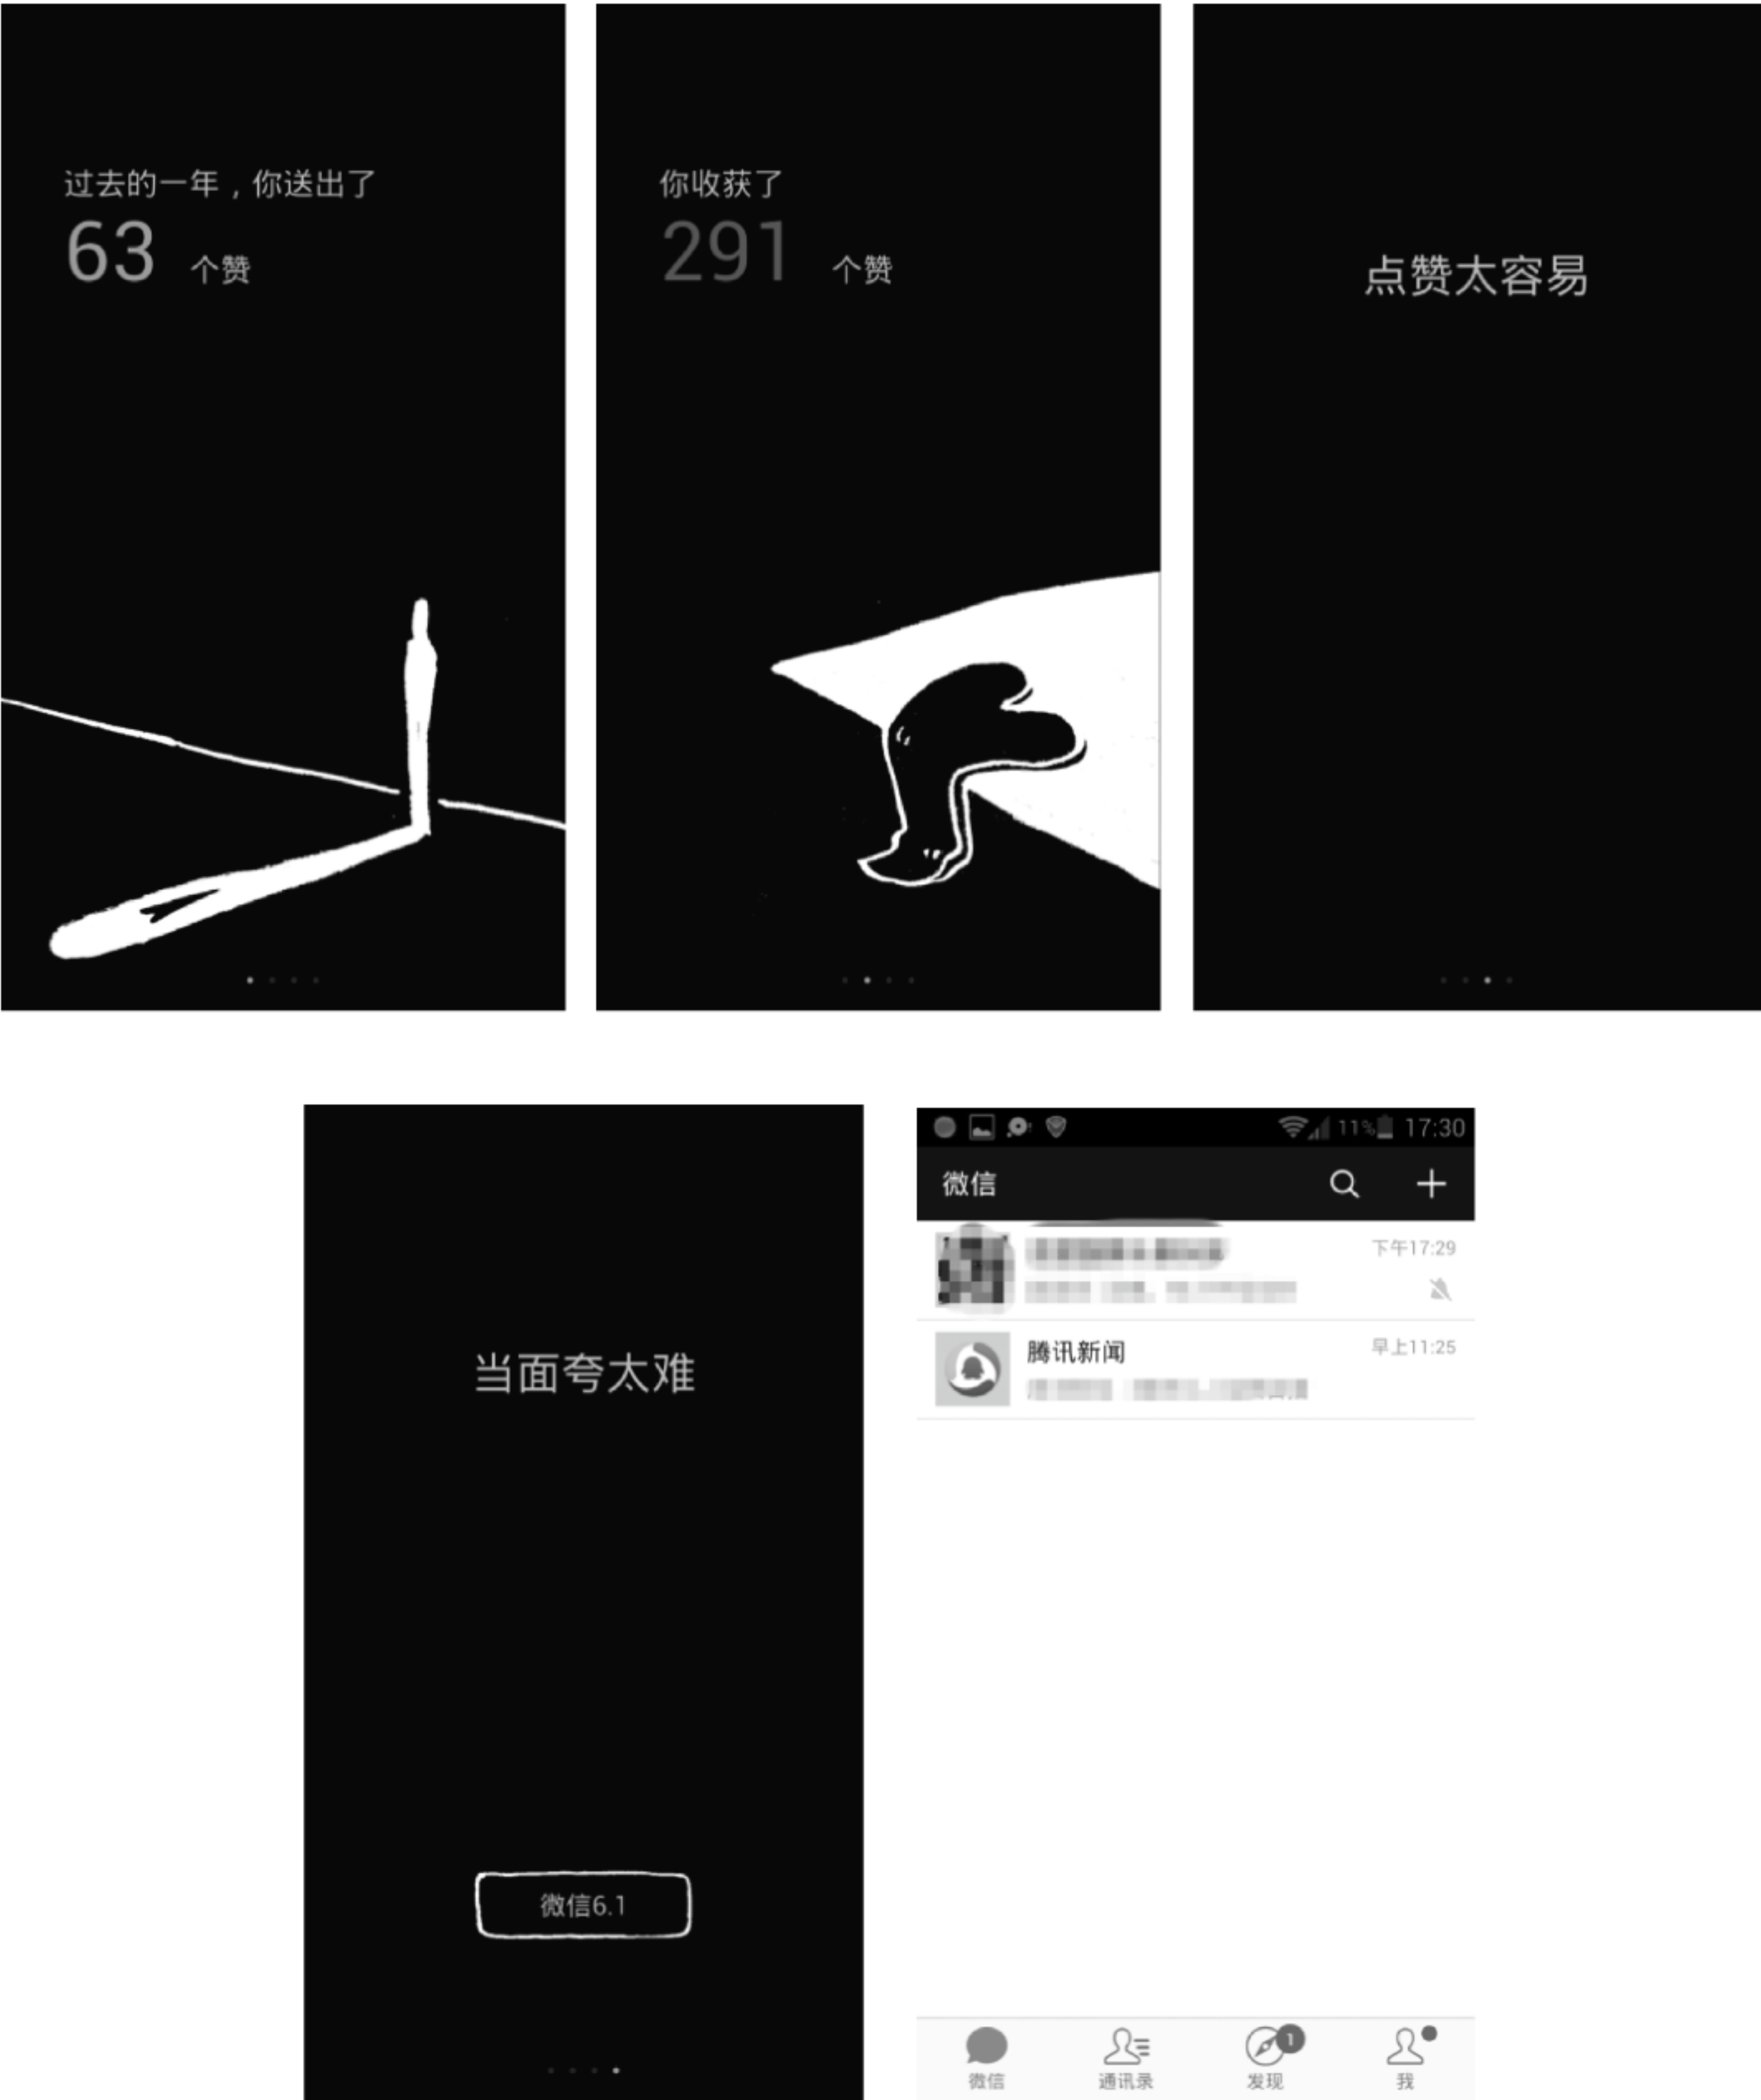 过去的一年，你送出了
63 个赞
你收获了
291 个赞
点赞太容易
当面夸太难
微信6.1
11% 17:30
微信
下午17:29
腾讯新闻 早上11:25
1
微信 通讯录 发现 我